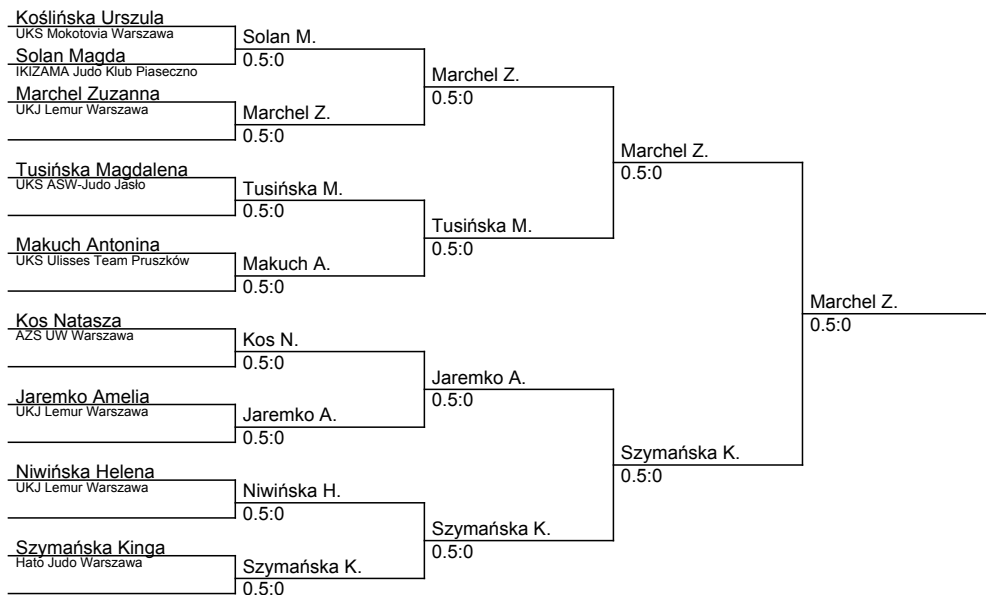 Koślińska Urszula
UKS Mokotovia Warszawa
Solan M.
0.5:0
Solan Magda
IKIZAMA Judo Klub Piaseczno
Marchel Z.
0.5:0
Marchel Zuzanna
UKJ Lemur Warszawa
Marchel Z.
0.5:0
Marchel Z.
0.5:0
Tusińska Magdalena
UKS ASW-Judo Jasło
Tusińska M.
0.5:0
Tusińska M.
0.5:0
Makuch Antonina
UKS Ulisses Team Pruszków
Makuch A.
0.5:0
Marchel Z.
0.5:0
Kos Natasza
AZS UW Warszawa
Kos N.
0.5:0
Jaremko A.
0.5:0
Jaremko Amelia
UKJ Lemur Warszawa
Jaremko A.
0.5:0
Szymańska K.
0.5:0
Niwińska Helena
UKJ Lemur Warszawa
Niwińska H.
0.5:0
Szymańska K.
0.5:0
Szymańska Kinga
Hato Judo Warszawa
Szymańska K.
0.5:0